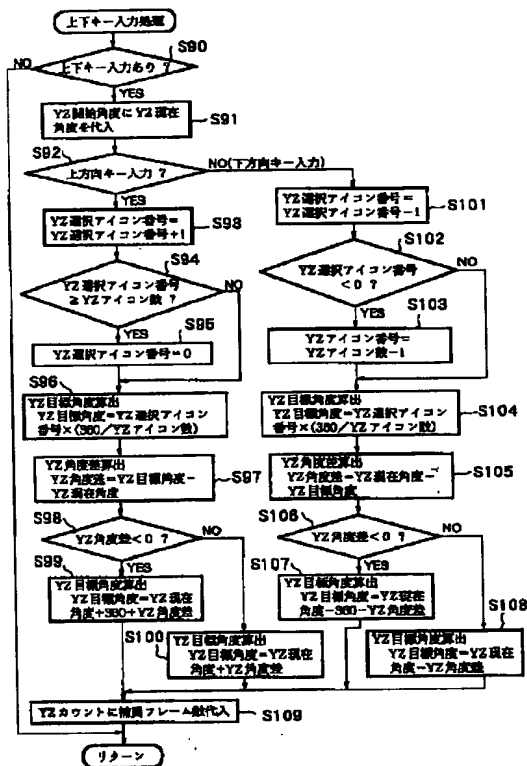 上下キー入力処理
S90
上下キー入力あり？
NO
YES
YZ開始角度にYZ現在
角度を代入
S91
S92
上方向キー入力？
NO(下方向キー入力)
YES
YZ選択アイコン番号=
YZ選択アイコン番号+1
S93
S94
YZ選択アイコン番号
≧YZアイコン数？
NO
YES
S95
YZ選択アイコン番号=0
S96
YZ目標角度算出
YZ目標角度=YZ選択アイコン
番号×(360/YZアイコン数)
YZ角度差算出
YZ角度差=YZ目標角度-
YZ現在角度
S97
S98
YZ角度差<0？
NO
YES
S99
YZ目標角度算出
YZ目標角度=YZ現在
角度+360+YZ角度差
S100
YZ目標角度算出
YZ目標角度=YZ現在
角度+YZ角度差
YZ選択アイコン番号=
YZ選択アイコン番号-1
S101
S102
YZ選択アイコン番号
<0？
NO
YES
S103
YZアイコン番号=
YZアイコン数-1
YZ目標角度算出
YZ目標角度=YZ選択アイコン
番号×(360/YZアイコン数)
S104
YZ角度差算出
YZ角度差=YZ現在角度-
YZ目標角度
S105
S106
YZ角度差<0？
NO
YES
S107
YZ目標角度算出
YZ目標角度=YZ現在
角度-360-YZ角度差
S108
YZ目標角度算出
YZ目標角度=YZ現在
角度-YZ角度差
YZカウントに補間フレーム数代入
S109
リターン